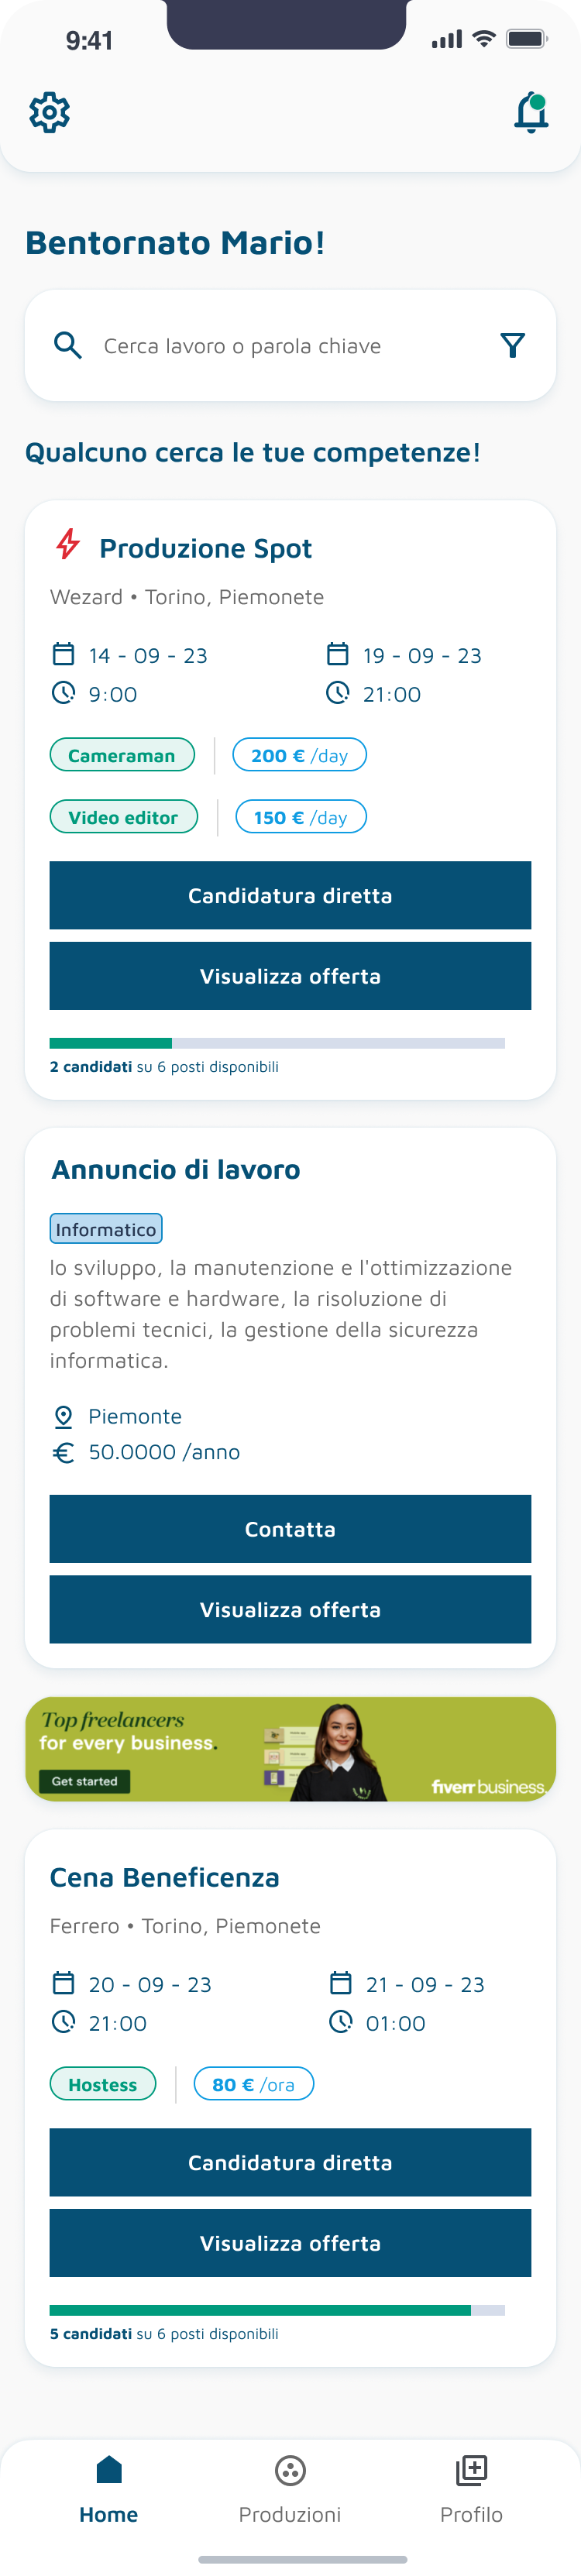 9:41
Bentornato Mario!
Cerca lavoro o parola chiave
Qualcuno cerca le tue competenze!
Produzione Spot
Wezard • Torino, Piemonete
14 - 09 - 23 19 - 09 - 23
9:00 21:00
Cameraman 200 € /day
Video editor 150 € /day
Candidatura diretta
Visualizza offerta
2 candidati su 6 posti disponibili
Annuncio di lavoro
Informatico
lo sviluppo, la manutenzione e l'ottimizzazione
di software e hardware, la risoluzione di
problemi tecnici, la gestione della sicurezza
informatica.
Piemonte
€ 50.0000 /anno
Contatta
Visualizza offerta
Top freelancers
for every business.
Get started
fiverr business.
Cena Beneficenza
Ferrero • Torino, Piemonete
20 - 09 - 23 21 - 09 - 23
21:00 01:00
Hostess 80 € /ora
Candidatura diretta
Visualizza offerta
5 candidati su 6 posti disponibili
Home Produzioni Profilo